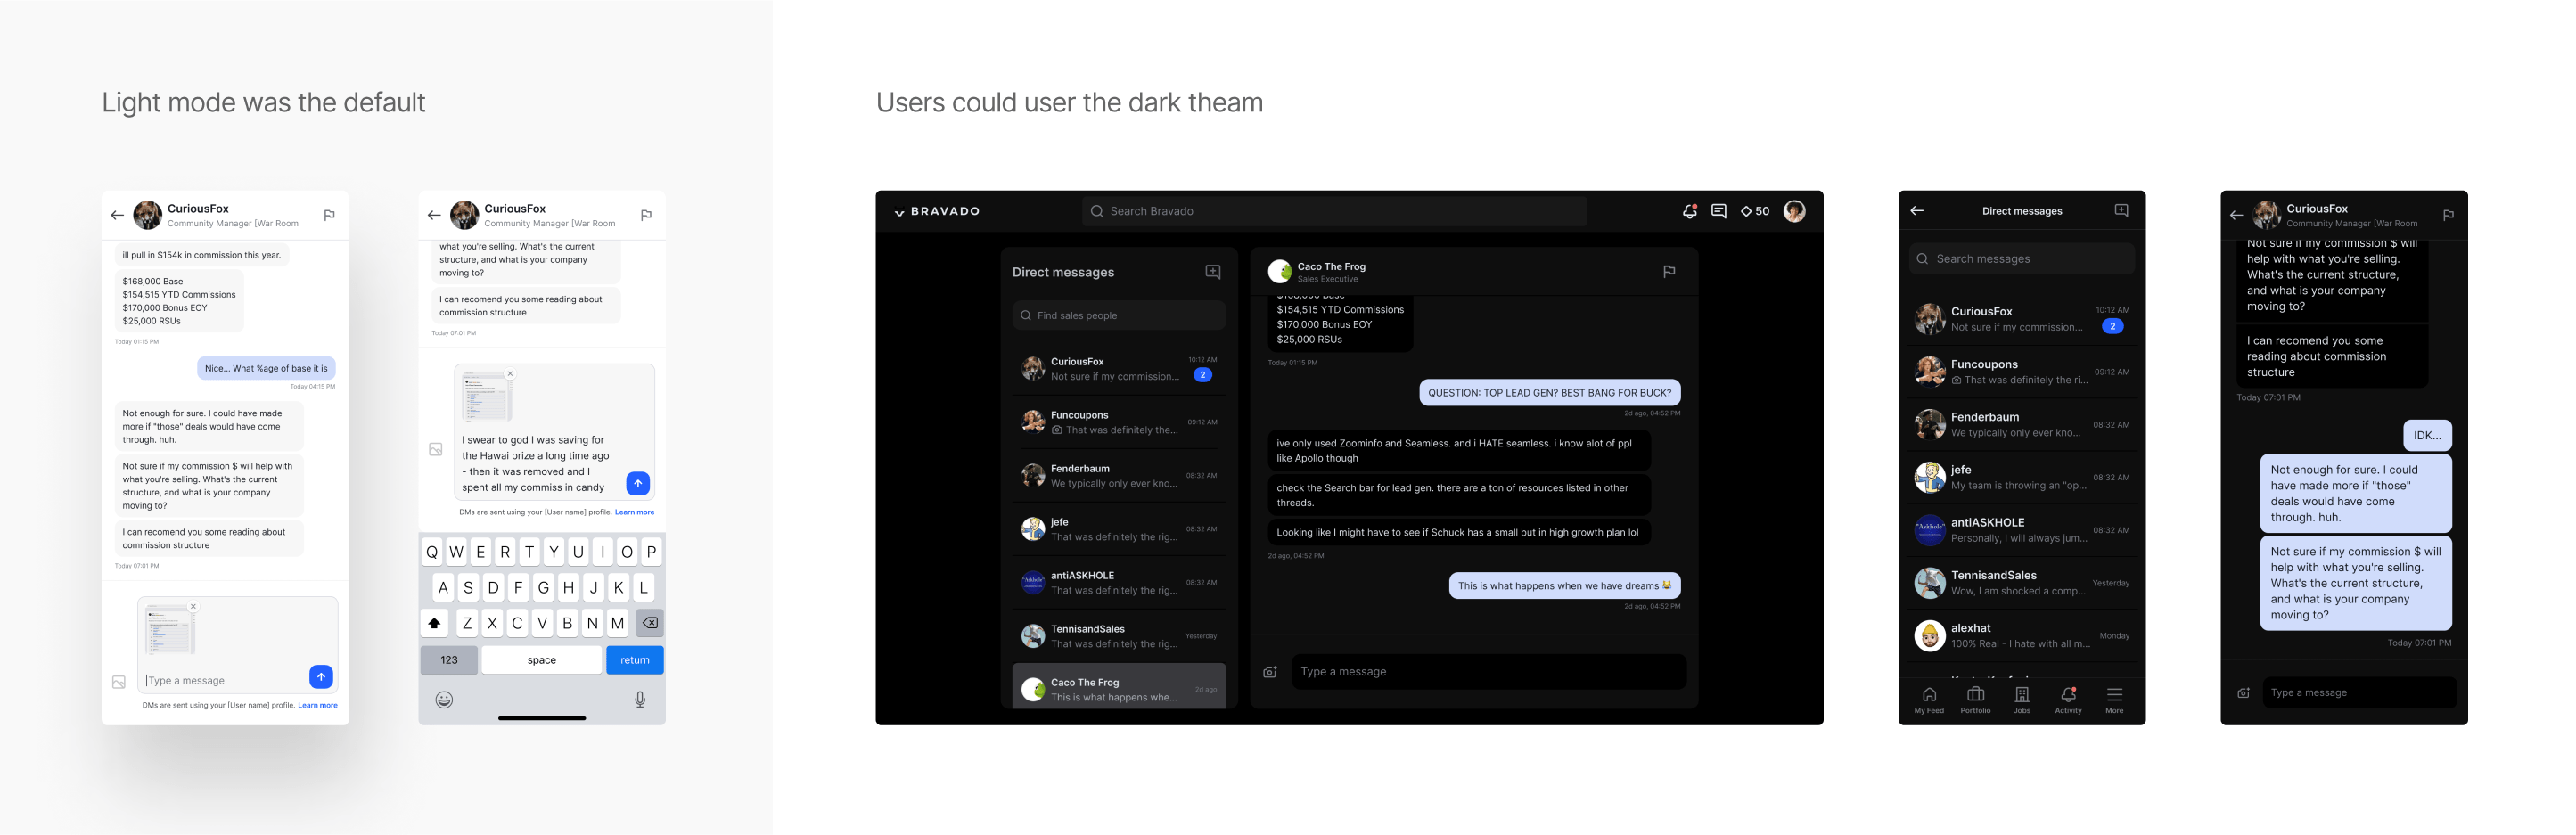 Light mode was the default
CuriousFox
Community Manager [War Room
ill pull in $154k in commission this year.
$168,000 Base
$154,515 YTD Commissions
$170,000 Bonus EOY
$25,000 RSUs
Today 01:15 PM
Nice... What %age of base it is
Today 04:15 PM
Not enough for sure. I could have made
more if "those" deals would have come
through. huh.
Not sure if my commission $ will help with
what you're selling. What's the current
structure, and what is your company
moving to?
I can recomend you some reading about
commission structure
Today 07:01 PM
Type a message
DMs are sent using your [User name] profile. Learn more
CuriousFox
Community Manager [War Room
what you're selling. What's the current
structure, and what is your company
moving to?
I can recomend you some reading about
commission structure
Today 07:01 PM
I swear to god I was saving for
the Hawai prize a long time ago
- then it was removed and I
spent all my commiss in candy
DMs are sent using your [User name] profile. Learn more
Q W E R T Y U I O P
A S D F G H J K L
Z X C V B N M
123 space return
Users could user the dark theam
BRAVADO
Search Bravado
50
Direct messages
Find sales people
CuriousFox
10:12 AM
Not sure if my commission...
2
Funcoupons
09:12 AM
That was definitely the...
Fenderbaum
08:32 AM
We typically only ever kno...
jefe
08:32 AM
That was definitely the rig...
antiASKHOLE
08:32 AM
That was definitely the rig...
TennisandSales
Yesterday
That was definitely the rig...
Caco The Frog
2d ago
This is what happens whe...
Caco The Frog
Sales Executive
$168,000 Base
$154,515 YTD Commissions
$170,000 Bonus EOY
$25,000 RSUs
Today 01:15 PM
QUESTION: TOP LEAD GEN? BEST BANG FOR BUCK?
2d ago, 04:52 PM
ive only used Zoominfo and Seamless. and i HATE seamless. i know alot of ppl
like Apollo though
check the Search bar for lead gen. there are a ton of resources listed in other
threads.
Looking like I might have to see if Schuck has a small but in high growth plan lol
2d ago, 04:52 PM
This is what happens when we have dreams 😹
2d ago, 04:52 PM
Type a message
Direct messages
Search messages
CuriousFox
10:12 AM
Not sure if my commission...
2
Funcoupons
09:12 AM
That was definitely the ri...
Fenderbaum
08:32 AM
We typically only ever kno...
jefe
08:32 AM
My team is throwing an "op...
"Askhole"
antiASKHOLE
08:32 AM
Personally, I will always jum...
TennisandSales
Yesterday
Wow, I am shocked a comp...
alexhat
Monday
100% Real - I hate with all m...
My Feed
Portfolio
Jobs
Activity
More
CuriousFox
Community Manager [War Room
Not sure if my commission $ will
help with what you're selling.
What's the current structure,
and what is your company
moving to?
I can recomend you some
reading about commission
structure
Today 07:01 PM
IDK...
Not enough for sure. I could
have made more if "those"
deals would have come
through. huh.
Not sure if my commission $ will
help with what you're selling.
What's the current structure,
and what is your company
moving to?
Today 07:01 PM
Type a message